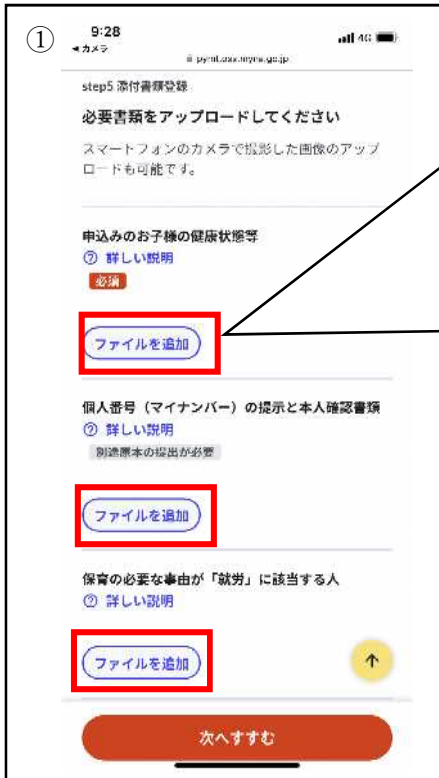 ①
9:28
◀カメラ
4G
step5 添付書類登録
必要書類をアップロードしてください
スマートフォンのカメラで撮影した画像のアップ
ロードも可能です。
申込みのお子様の健康状態等
? 詳しい説明
必須
ファイルを追加
個人番号(マイナンバー)の提示と本人確認書類
? 詳しい説明
別途原本の提出が必要
ファイルを追加
保育の必要な事由が「就労」に該当する人
? 詳しい説明
ファイルを追加
次へすすむ